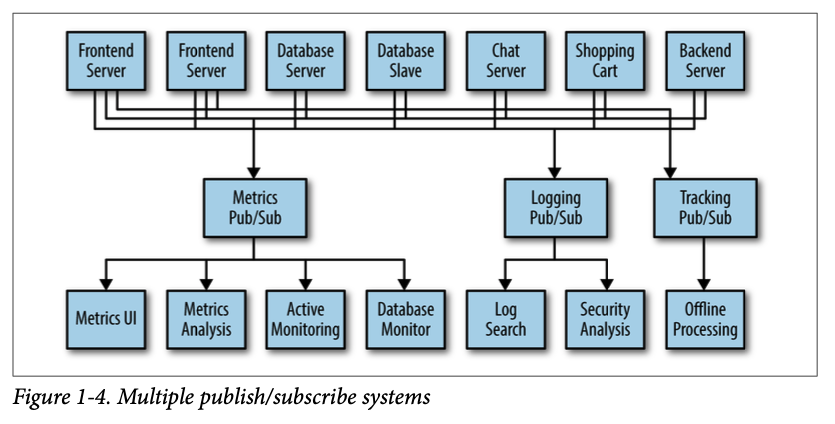 Frontend
Server
Frontend
Server
Database
Server
Database
Slave
Chat
Server
Shopping
Cart
Backend
Server
Metrics
Pub/Sub
Logging
Pub/Sub
Tracking
Pub/Sub
Metrics UI
Metrics
Analysis
Active
Monitoring
Database
Monitor
Log
Search
Security
Analysis
Offline
Processing
Figure 1-4. Multiple publish/subscribe systems